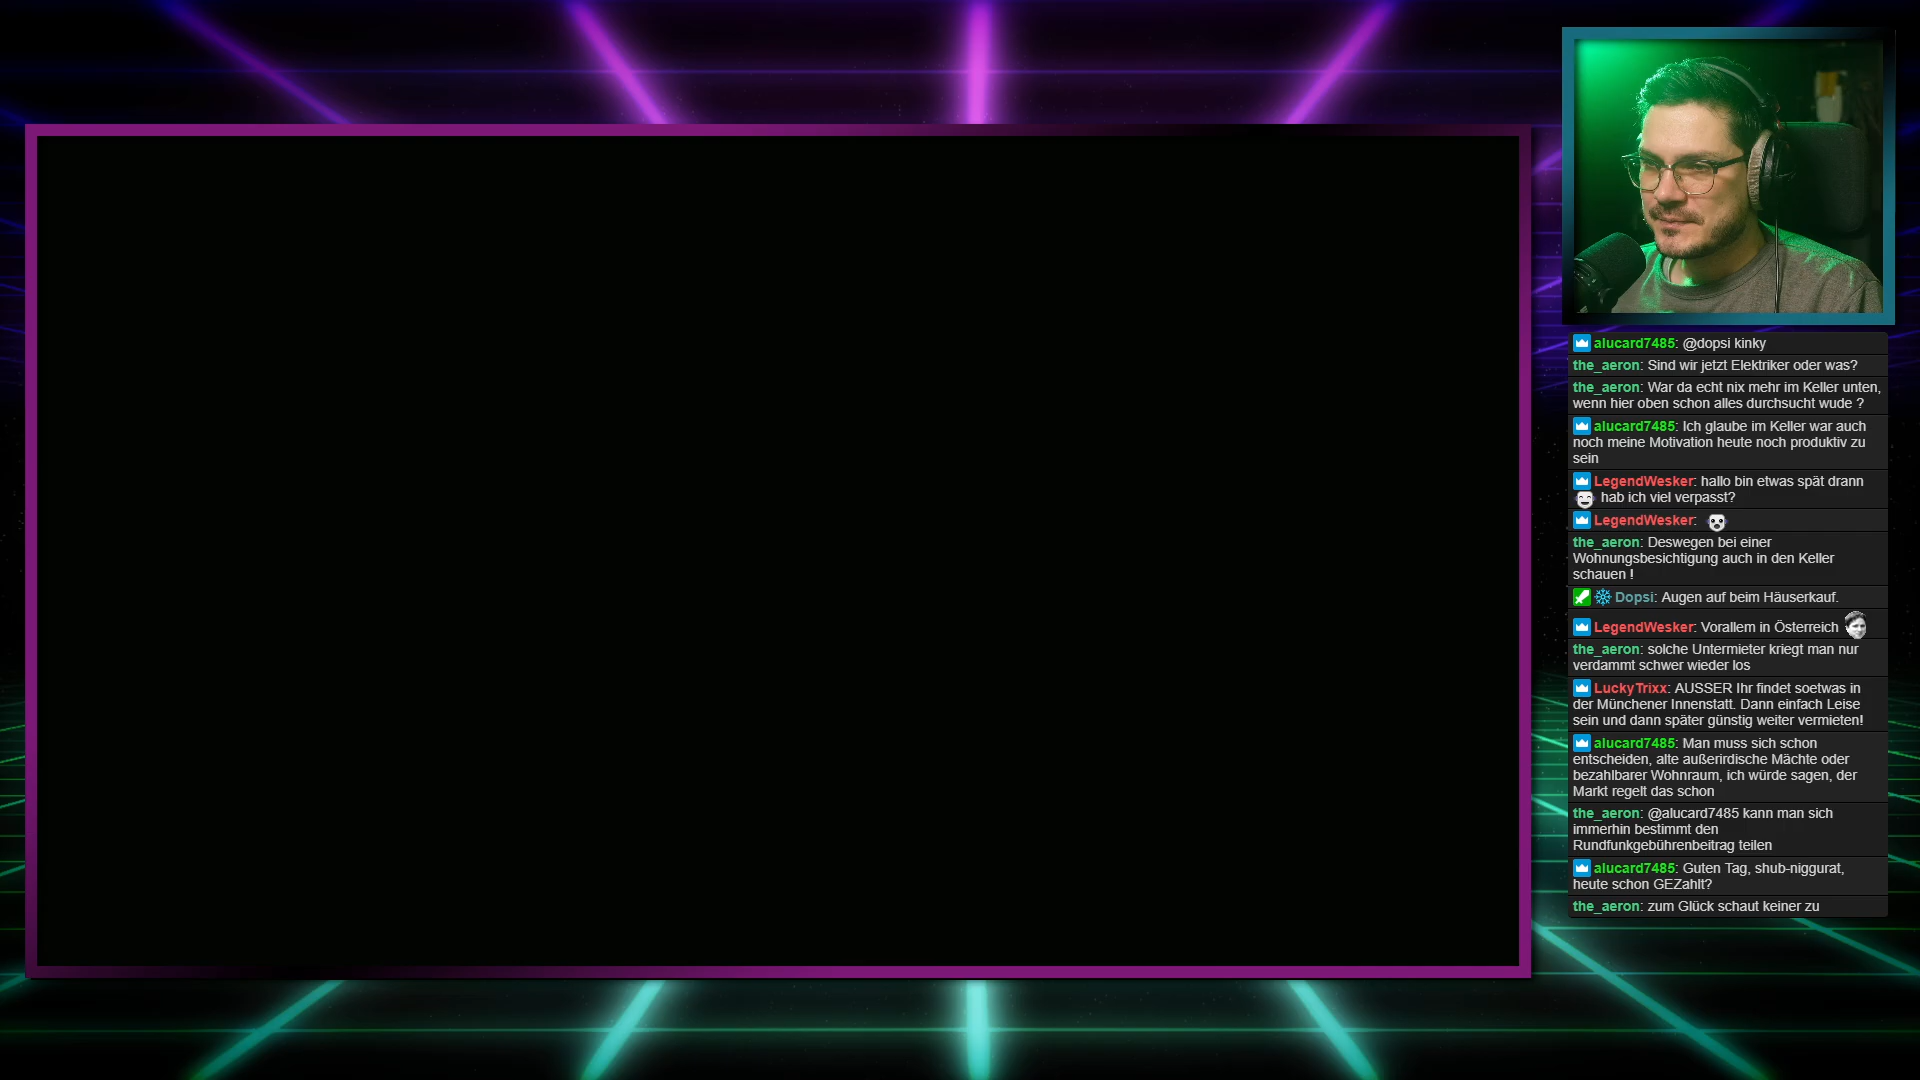 alucard7485: @dopsi kinky
the_aeron: Sind wir jetzt Elektriker oder was?
the_aeron: War da echt nix mehr im Keller unten,
wenn hier oben schon alles durchsucht wude ?
alucard7485: Ich glaube im Keller war auch
noch meine Motivation heute noch produktiv zu
sein
LegendWesker: hallo bin etwas spät drann
hab ich viel verpasst?
LegendWesker:
the_aeron: Deswegen bei einer
Wohnungsbesichtigung auch in den Keller
schauen !
Dopsi: Augen auf beim Häuserkauf.
LegendWesker: Vorallem in Österreich
the_aeron: solche Untermieter kriegt man nur
verdammt schwer wieder los
LuckyTrixx: AUSSER Ihr findet soetwas in
der Münchener Innenstatt. Dann einfach Leise
sein und dann später günstig weiter vermieten!
alucard7485: Man muss sich schon
entscheiden, alte außerirdische Mächte oder
bezahlbarer Wohnraum, ich würde sagen, der
Markt regelt das schon
the_aeron: @alucard7485 kann man sich
immerhin bestimmt den
Rundfunkgebührenbeitrag teilen
alucard7485: Guten Tag, shub-niggurat,
heute schon GEZahlt?
the_aeron: zum Glück schaut keiner zu